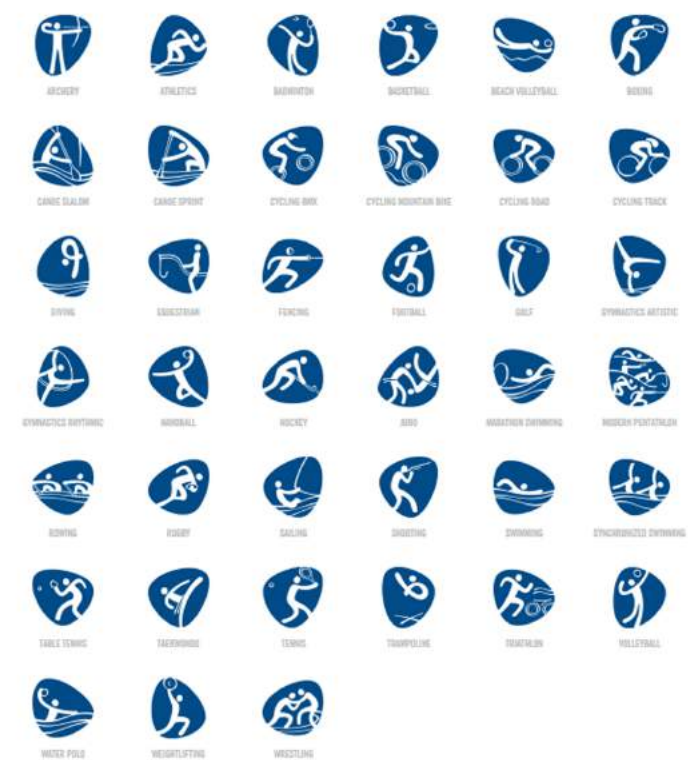 ARCHERY
ATHLETICS
BADMINTON
BASKETBALL
BEACH VOLLEYBALL
BOXING
CANOE SLALOM
CANOE SPRINT
CYCLING BMX
CYCLING MOUNTAIN BIKE
CYCLING ROAD
CYCLING TRACK
DIVING
EQUESTRIAN
FENCING
FOOTBALL
GOLF
GYMNASTICS ARTISTIC
GYMNASTICS RHYTHMIC
HANDBALL
HOCKEY
JUDO
MARATHON SWIMMING
MODERN PENTATHLON
ROWING
RUGBY
SAILING
SHOOTING
SWIMMING
SYNCHRONIZED SWIMMING
TABLE TENNIS
TAEKWONDO
TENNIS
TRAMPOLINE
TRIATHLON
VOLLEYBALL
WATER POLO
WEIGHTLIFTING
WRESTLING